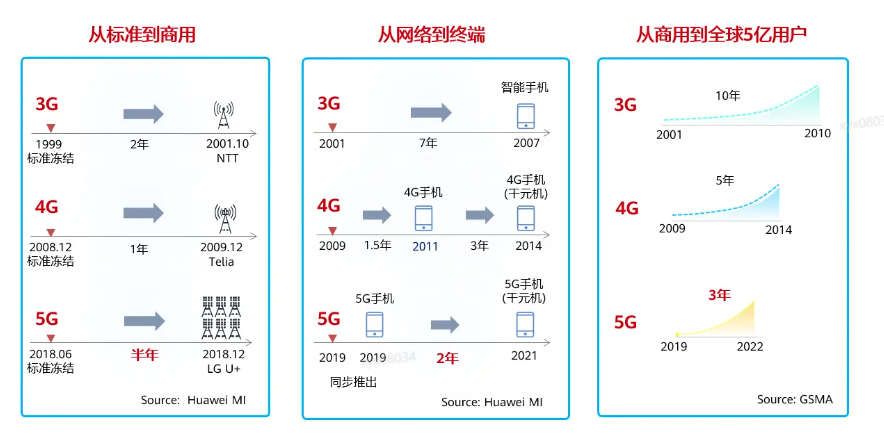 从标准到商用
3G
1999
标准冻结
2年
2001.10
NTT
4G
2008.12
标准冻结
1年
2009.12
Telia
5G
2018.06
标准冻结
半年
2018.12
LG U+
Source: Huawei MI
从网络到终端
智能手机
3G
2001
7年
2007
4G手机
4G手机
(千元机)
4G
2009
1.5年
2011
3年
2014
5G手机
5G手机
(千元机)
5G
2019
2019
2年
2021
同步推出
Source: Huawei MI
从商用到全球5亿用户
3G
10年
2001
2010
4G
5年
2009
2014
5G
3年
2019
2022
Source: GSMA